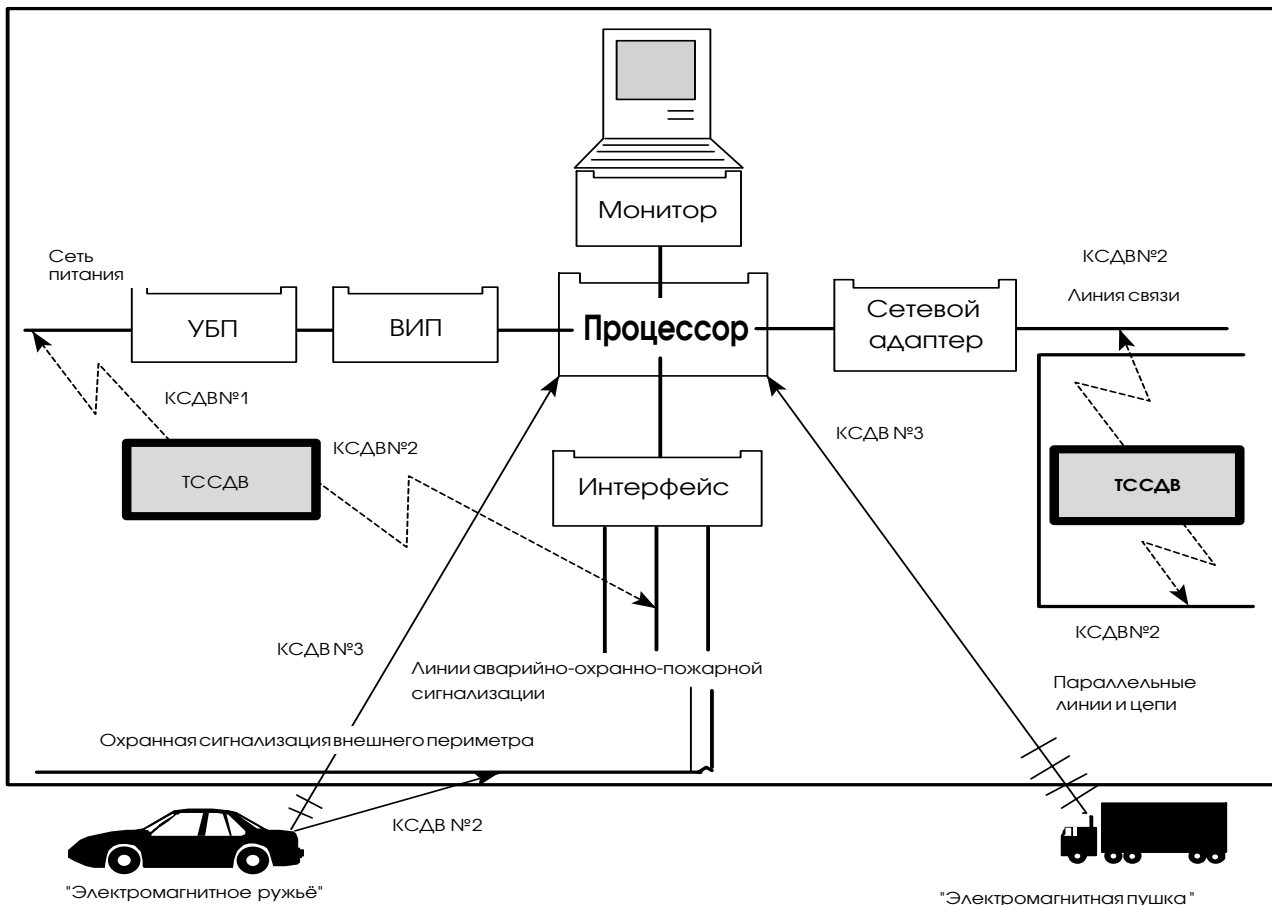 Монитор
Сеть
питания
КСДВ№2
Линия связи
УБП
ВИП
Процессор
Сетевой
адаптер
КСДВ№1
КСДВ№2
КСДВ №3
ТССДВ
Интерфейс
ТССДВ
КСДВ №3
Линии аварийно-охранно-пожарной
сигнализации
КСДВ№2
Параллельные
линии и цепи
Охранная сигнализация внешнего периметра
КСДВ №2
"Электромагнитное ружьё"
"Электромагнитная пушка"